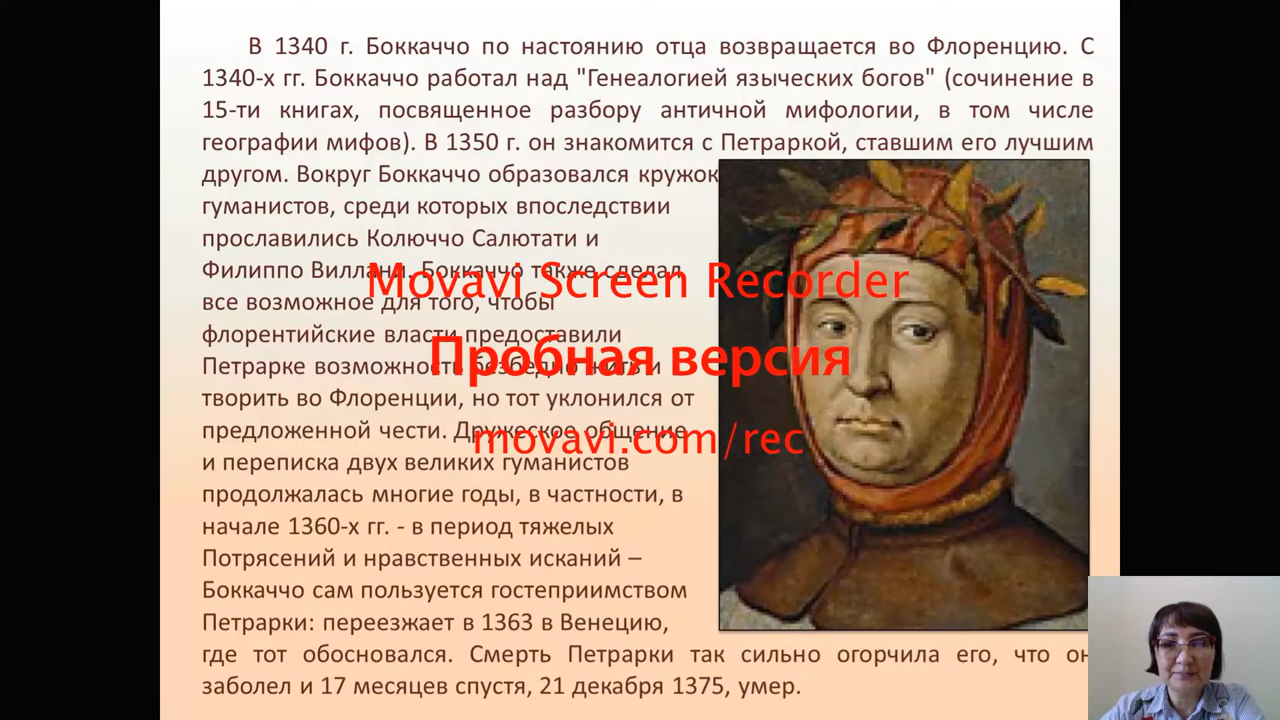 В 1340 г. Боккаччо по настоянию отца возвращается во Флоренцию. С
1340-х гг. Боккаччо работал над "Генеалогией языческих богов" (сочинение в
15-ти книгах, посвященное разбору античной мифологии, в том числе
географии мифов). В 1350 г. он знакомится с Петраркой, ставшим его лучшим
другом. Вокруг Боккаччо образовался кружок
гуманистов, среди которых впоследствии
прославились Колюччо Салютати и
Филиппо Виллани. Боккаччо также сделал
Movavi Screen Recorder
все возможное для того, чтобы
флорентийские власти предоставили
Пробная версия
Петрарке возможность безбедно жить и
творить во Флоренции, но тот уклонился от
предложенной чести. Дружеское общение
movavi.com/rec
и переписка двух великих гуманистов
продолжалась многие годы, в частности, в
начале 1360-х гг. - в период тяжелых
Потрясений и нравственных исканий –
Боккаччо сам пользуется гостеприимством
Петрарки: переезжает в 1363 в Венецию,
где тот обосновался. Смерть Петрарки так сильно огорчила его, что он
заболел и 17 месяцев спустя, 21 декабря 1375, умер.